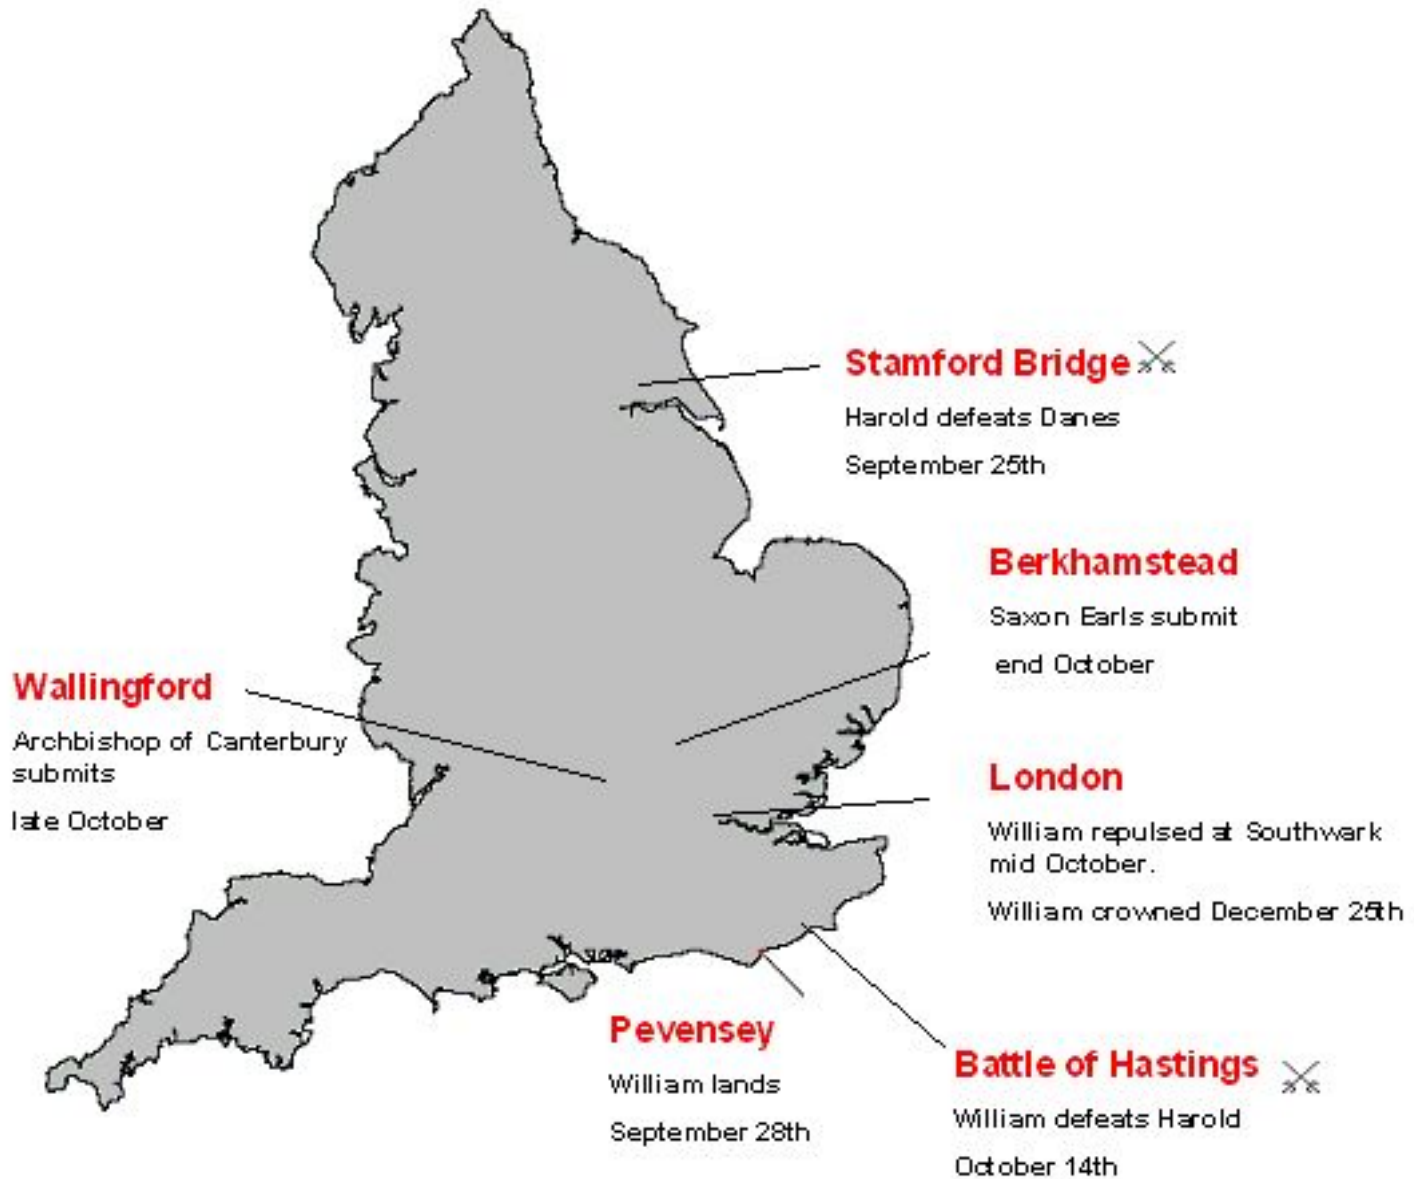 Stamford Bridge
Harold defeats Danes
September 25th
Berkhamstead
Saxon Earls submit
end October
Wallingford
Archbishop of Canterbury
submits
late October
London
William repulsed at Southwark
mid October.
William crowned December 25th
Pevensey
William lands
September 28th
Battle of Hastings
William defeats Harold
October 14th